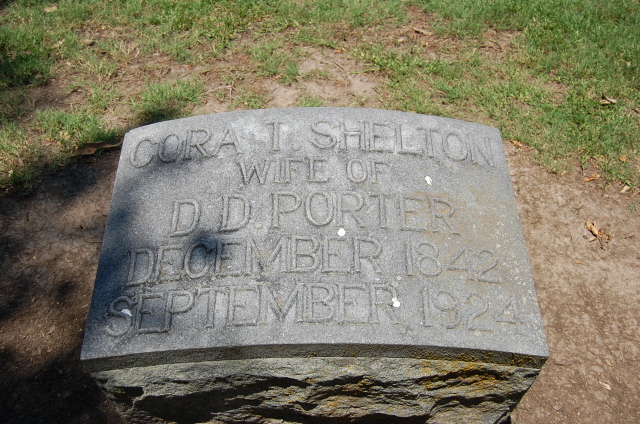 CORA T. SHELTON
WIFE OF
D D PORTER
DECEMBER 1842
SEPTEMBER 1924